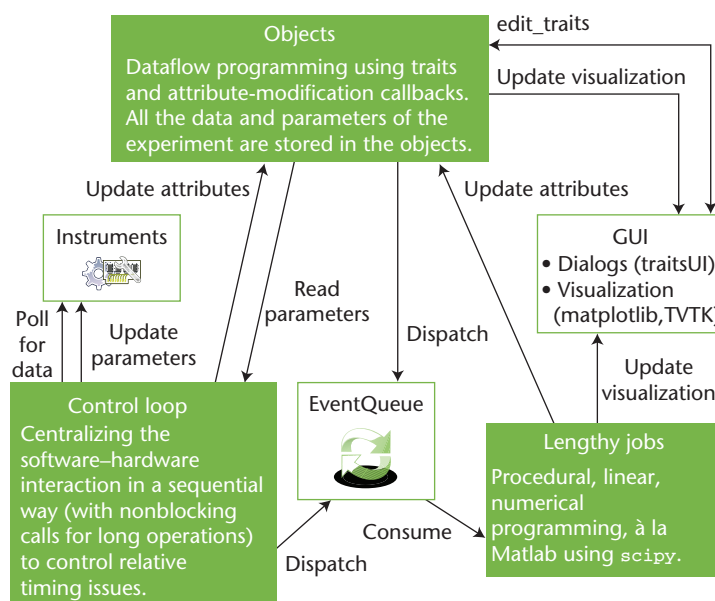 edit_traits
Objects
Dataflow programming using traits
and attribute-modification callbacks.
All the data and parameters of the
experiment are stored in the objects.
Update visualization
Update attributes
Update attributes
Instruments
GUI
• Dialogs (traitsUI)
• Visualization
(matplotlib,TVTK)
Read
parameters
Poll
for
data
Update
parameters
Dispatch
Update
visualization
Control loop
Centralizing the
software–hardware
interaction in a sequential
way (with nonblocking
calls for long operations)
to control relative
timing issues.
EventQueue
Lengthy jobs
Procedural, linear,
numerical
programming, à la
Matlab using scipy.
Consume
Dispatch